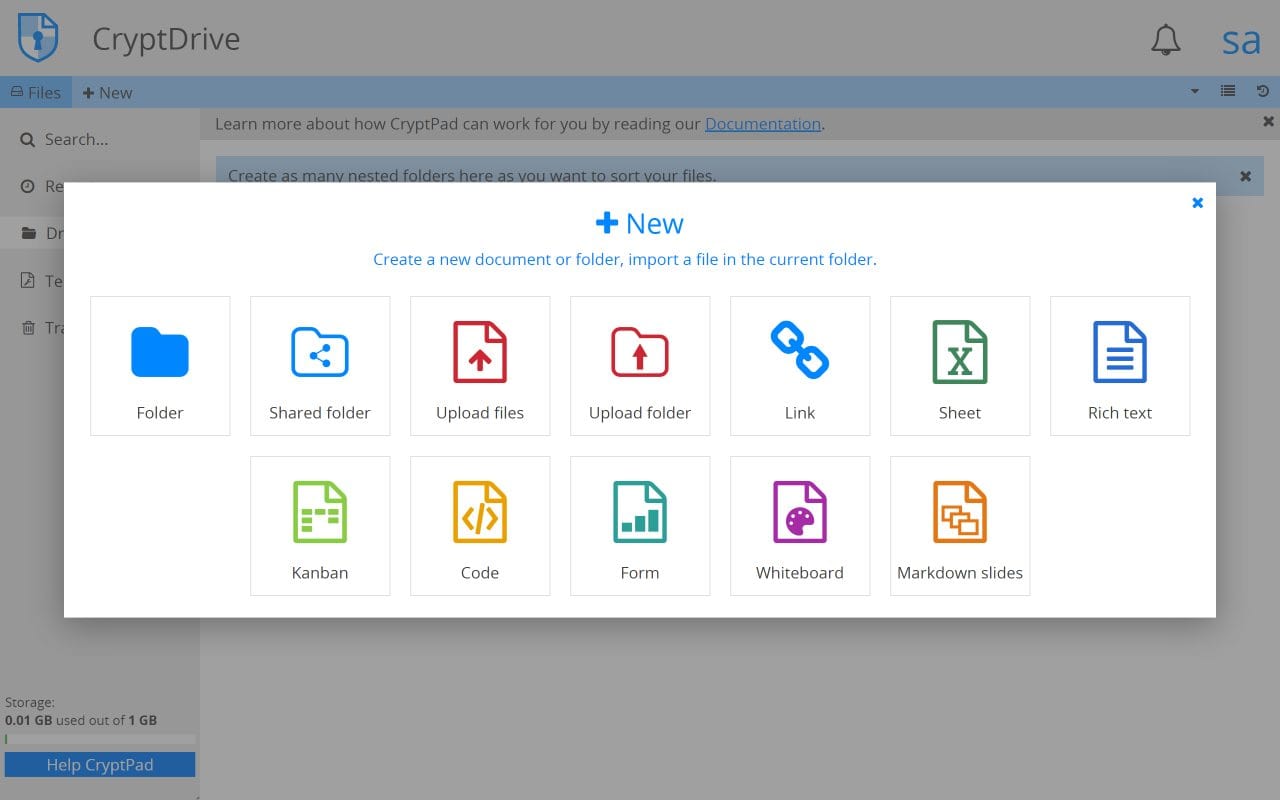 CryptDrive
sa
Files
New
Learn more about how CryptPad can work for you by reading our Documentation.
Search...
Create as many nested folders here as you want to sort your files.
Re
Dr
Te
Tra
New
Create a new document or folder, import a file in the current folder.
Folder
Shared folder
Upload files
Upload folder
Link
Sheet
Rich text
Kanban
Code
Form
Whiteboard
Markdown slides
Storage:
0.01 GB used out of 1 GB
Help CryptPad